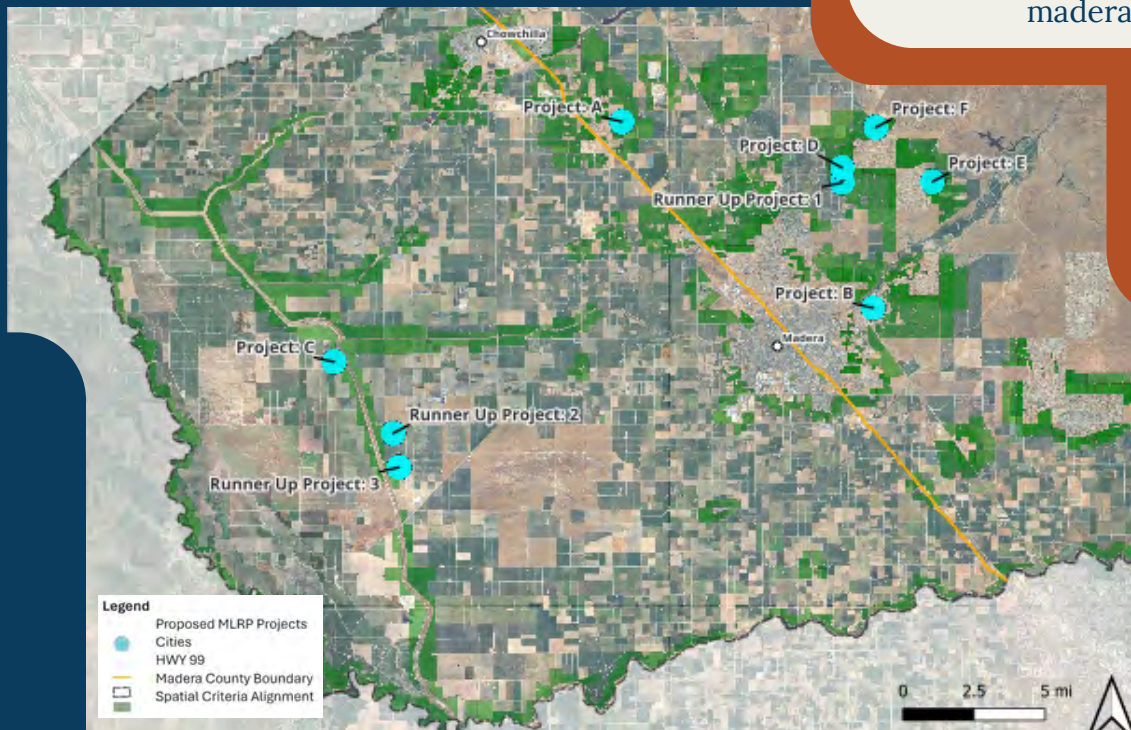 madera
Chowchilla
Project: A
Project: F
Project: D
Project: E
Runner Up Project: 1
Project: B
Madera
Project: C
Runner Up Project: 2
Runner Up Project: 3
Legend
Proposed MLRP Projects
Cities
HWY 99
Madera County Boundary
Spatial Criteria Alignment
0 2.5 5 mi